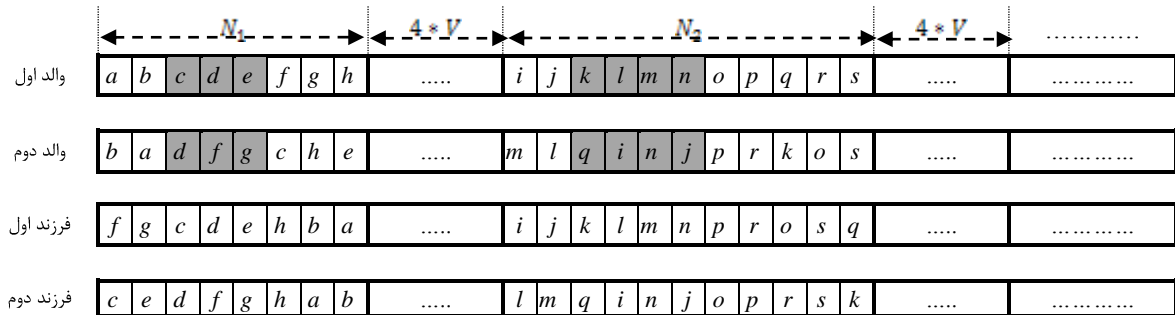 N₁ 4 * V N₂ 4 * V ............
والد اول a b c d e f g h ..... i j k l m n o p q r s ..... ............
والد دوم b a d f g c h e ..... m l q i n j p r k o s ..... ............
فرزند اول f g c d e h b a ..... i j k l m n p r o s q ..... ............
فرزند دوم c e d f g h a b ..... l m q i n j o p r s k ..... ............